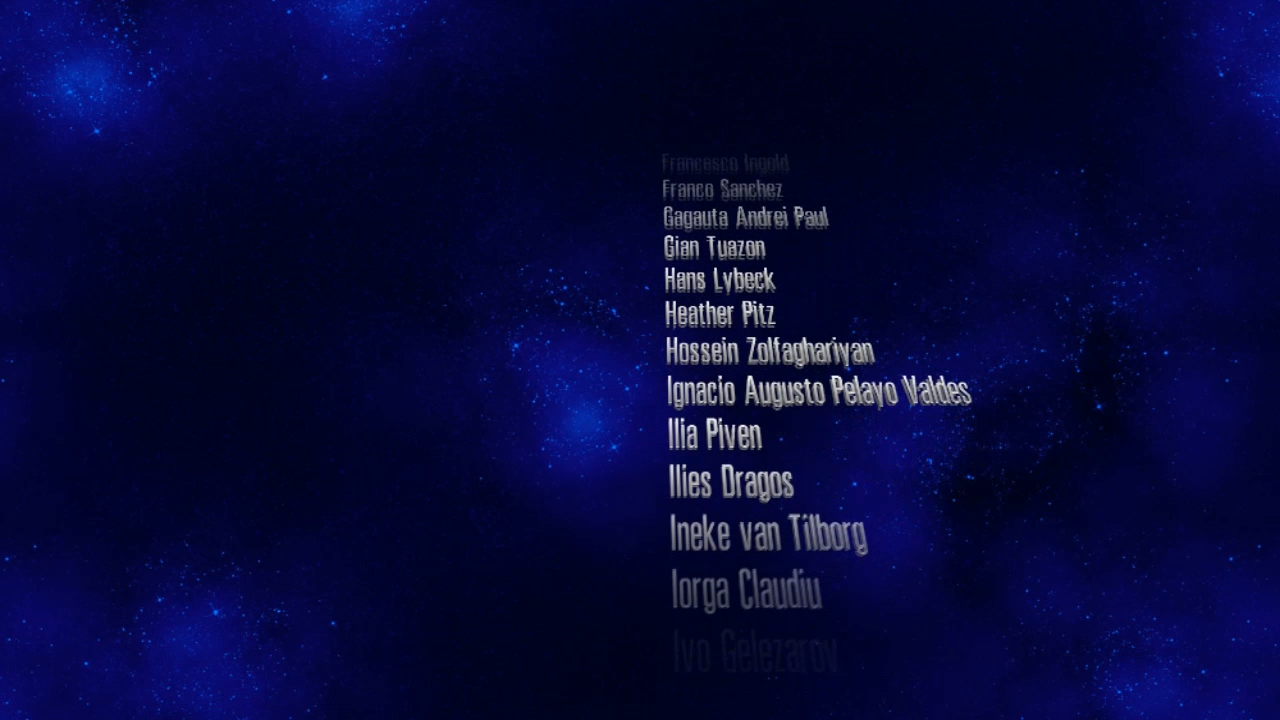 Francesco Ingold
Franco Sanchez
Gagauta Andrei Paul
Gian Tuazon
Hans Lybeck
Heather Pitz
Hossein Zolfaghariyan
Ignacio Augusto Pelayo Valdes
Ilia Piven
Ilies Dragos
Ineke van Tilborg
Iorga Claudiu
Ivo Gelezarov